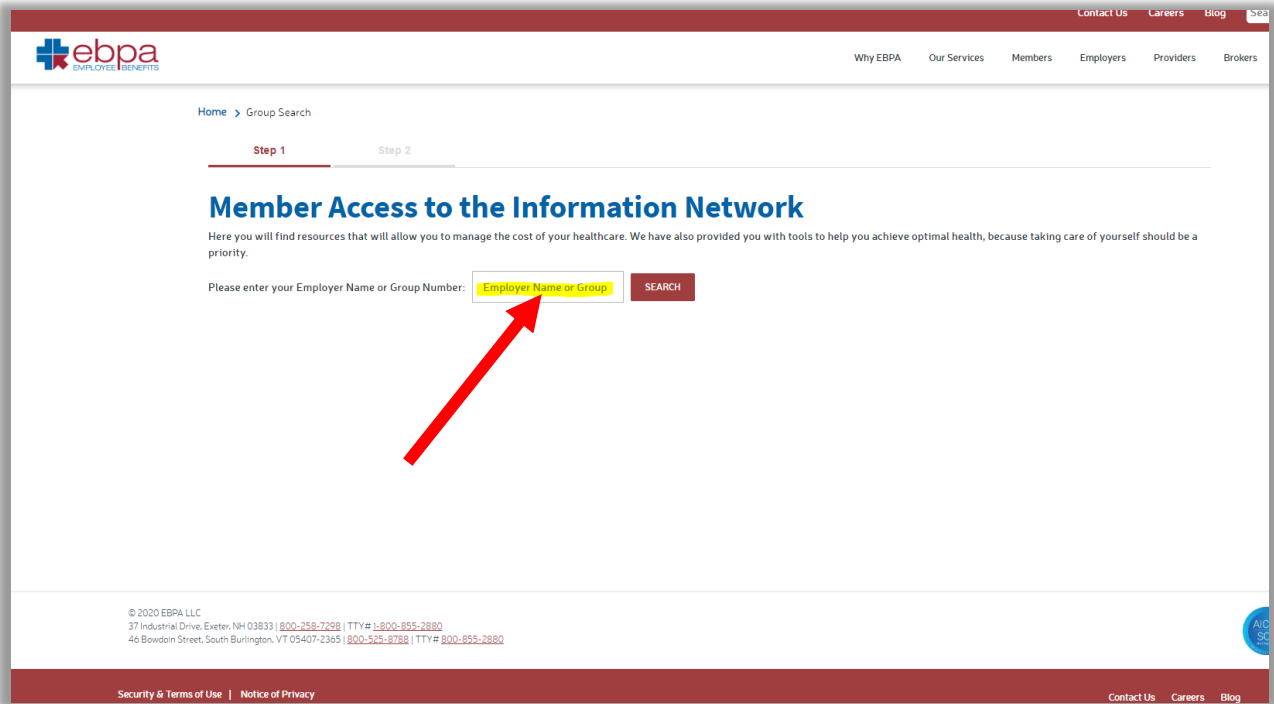 Contact Us Careers Blog Sea
ebpa
EMPLOYEE BENEFITS
Why EBPA Our Services Members Employers Providers Brokers
Home > Group Search
Step 1 Step 2
Member Access to the Information Network
Here you will find resources that will allow you to manage the cost of your healthcare. We have also provided you with tools to help you achieve optimal health, because taking care of yourself should be a
priority.
Please enter your Employer Name or Group Number: Employer Name or Group SEARCH
© 2020 EBPA LLC
37 Industrial Drive, Exeter, NH 03833 | 800-258-7298 | TTY# 1-800-855-2880
46 Bowdoin Street, South Burlington, VT 05407-2365 | 800-525-8788 | TTY# 800-855-2880
AIC
SO
Security & Terms of Use | Notice of Privacy
Contact Us Careers Blog